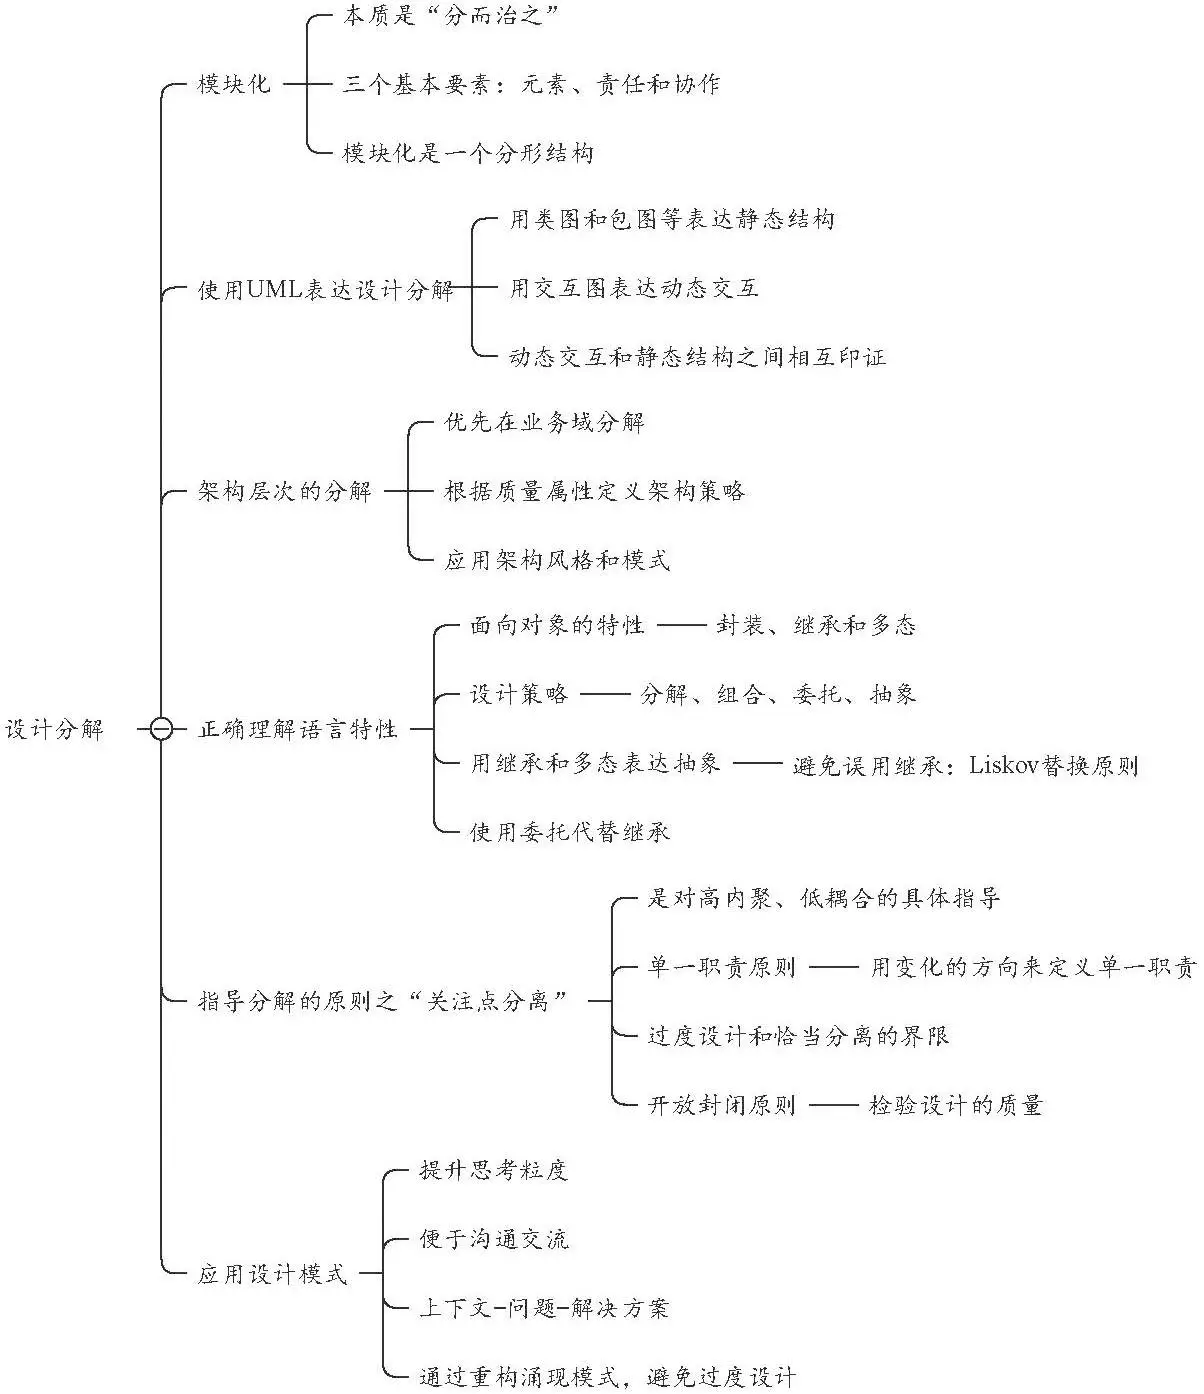 设计分解
模块化
本质是“分而治之”
三个基本要素：元素、责任和协作
模块化是一个分形结构
使用UML表达设计分解
用类图和包图等表达静态结构
用交互图表达动态交互
动态交互和静态结构之间相互印证
架构层次的分解
优先在业务域分解
根据质量属性定义架构策略
应用架构风格和模式
正确理解语言特性
面向对象的特性
封装、继承和多态
设计策略
分解、组合、委托、抽象
用继承和多态表达抽象
避免误用继承：Liskov替换原则
使用委托代替继承
指导分解的原则之“关注点分离”
是对高内聚、低耦合的具体指导
单一职责原则
用变化的方向来定义单一职责
过度设计和恰当分离的界限
开放封闭原则
检验设计的质量
应用设计模式
提升思考粒度
便于沟通交流
上下文-问题-解决方案
通过重构涌现模式，避免过度设计